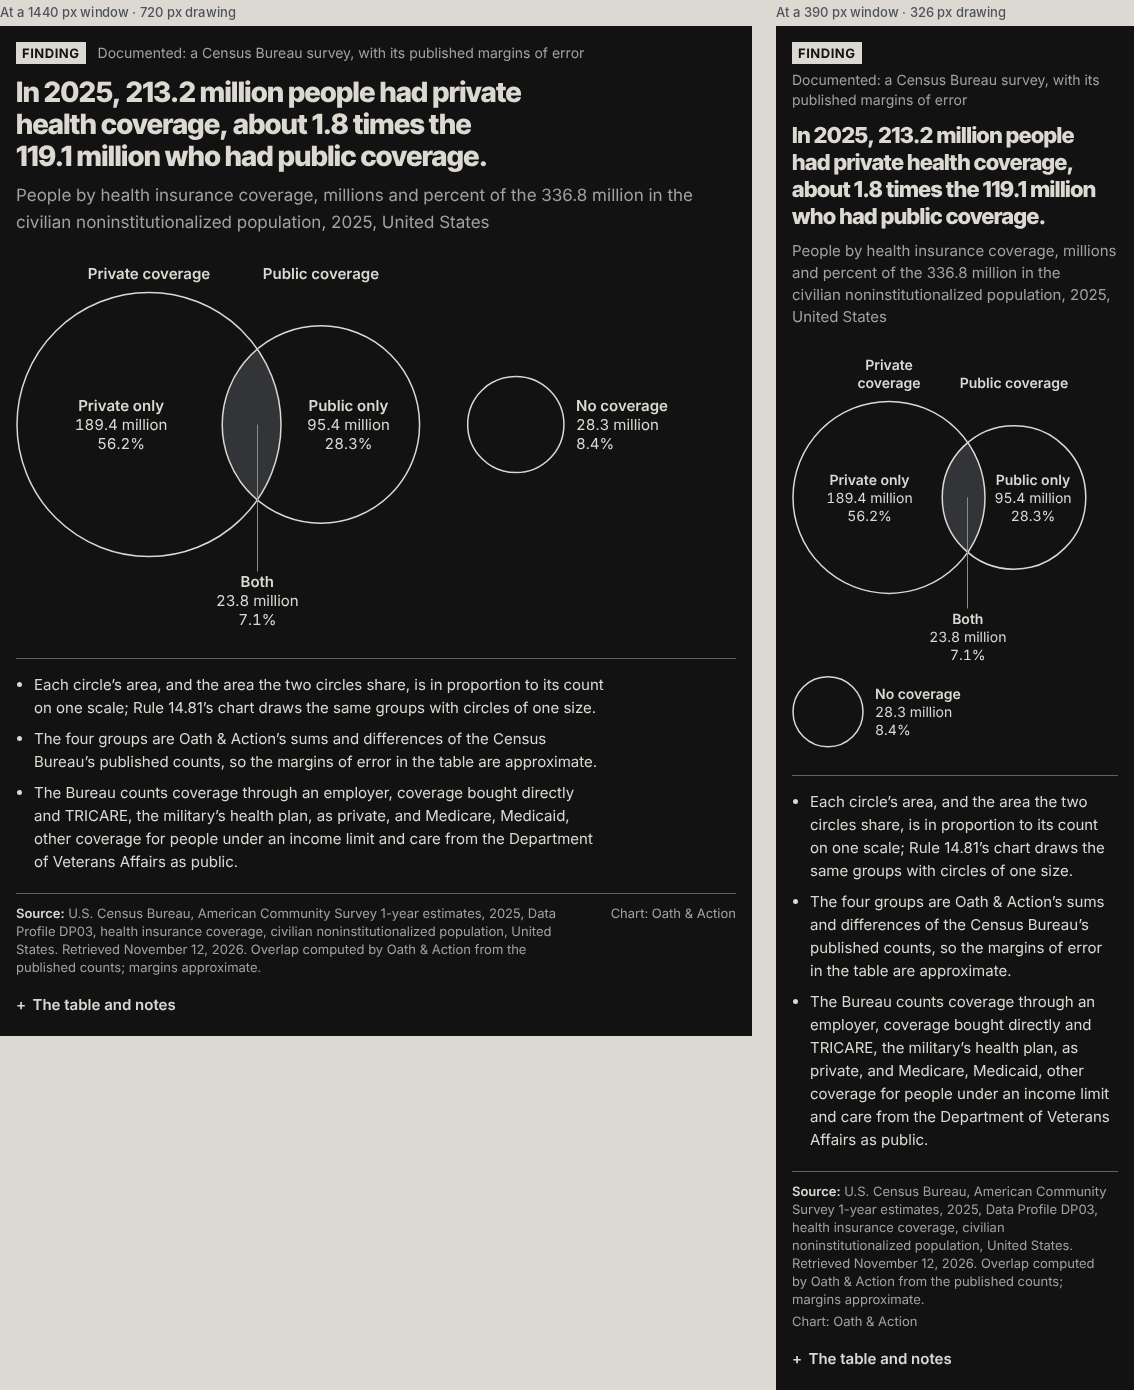 At a 1440 px window · 720 px drawing
FINDING
Documented: a Census Bureau survey, with its published margins of error
In 2025, 213.2 million people had private
health coverage, about 1.8 times the
119.1 million who had public coverage.
People by health insurance coverage, millions and percent of the 336.8 million in the
civilian noninstitutionalized population, 2025, United States
Private coverage
Public coverage
Private only
189.4 million
56.2%
Public only
95.4 million
28.3%
No coverage
28.3 million
8.4%
Both
23.8 million
7.1%
• Each circle’s area, and the area the two circles share, is in proportion to its count
on one scale; Rule 14.81’s chart draws the same groups with circles of one size.
• The four groups are Oath & Action’s sums and differences of the Census
Bureau’s published counts, so the margins of error in the table are approximate.
• The Bureau counts coverage through an employer, coverage bought directly
and TRICARE, the military’s health plan, as private, and Medicare, Medicaid,
other coverage for people under an income limit and care from the Department
of Veterans Affairs as public.
Source: U.S. Census Bureau, American Community Survey 1-year estimates, 2025, Data
Profile DP03, health insurance coverage, civilian noninstitutionalized population, United
States. Retrieved November 12, 2026. Overlap computed by Oath & Action from the
published counts; margins approximate.
Chart: Oath & Action
+ The table and notes
At a 390 px window · 326 px drawing
FINDING
Documented: a Census Bureau survey, with its
published margins of error
In 2025, 213.2 million people
had private health coverage,
about 1.8 times the 119.1 million
who had public coverage.
People by health insurance coverage, millions
and percent of the 336.8 million in the
civilian noninstitutionalized population, 2025,
United States
Private
coverage
Public coverage
Private only
189.4 million
56.2%
Public only
95.4 million
28.3%
Both
23.8 million
7.1%
No coverage
28.3 million
8.4%
• Each circle’s area, and the area the two
circles share, is in proportion to its count
on one scale; Rule 14.81’s chart draws the
same groups with circles of one size.
• The four groups are Oath & Action’s sums
and differences of the Census Bureau’s
published counts, so the margins of error
in the table are approximate.
• The Bureau counts coverage through an
employer, coverage bought directly and
TRICARE, the military’s health plan, as
private, and Medicare, Medicaid, other
coverage for people under an income limit
and care from the Department of Veterans
Affairs as public.
Source: U.S. Census Bureau, American Community
Survey 1-year estimates, 2025, Data Profile DP03,
health insurance coverage, civilian
noninstitutionalized population, United States.
Retrieved November 12, 2026. Overlap computed
by Oath & Action from the published counts;
margins approximate.
Chart: Oath & Action
+ The table and notes